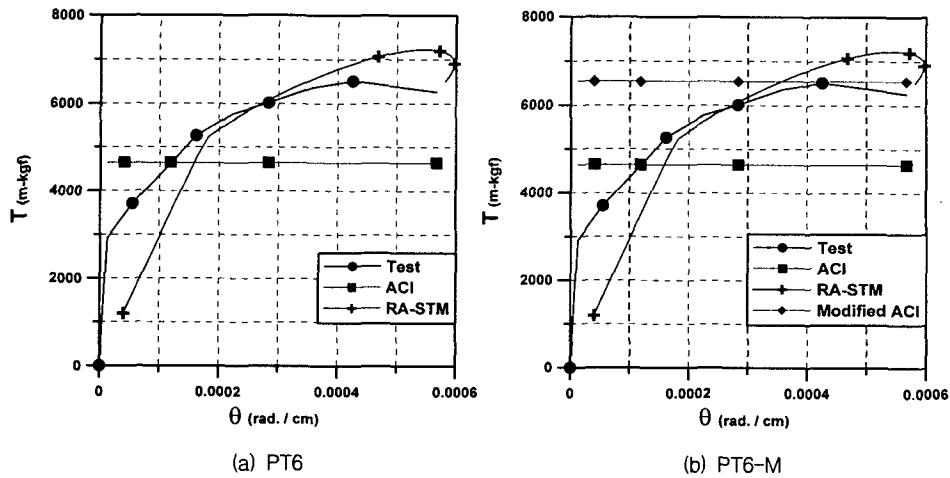 8000
6000
4000
2000
0
T (m-kgf)
0
0.0002
0.0004
0.0006
θ (rad. / cm)
Test
ACI
RA-STM
(a) PT6
8000
6000
4000
2000
0
T (m-kgf)
0
0.0002
0.0004
0.0006
θ (rad. / cm)
Test
ACI
RA-STM
Modified ACI
(b) PT6-M